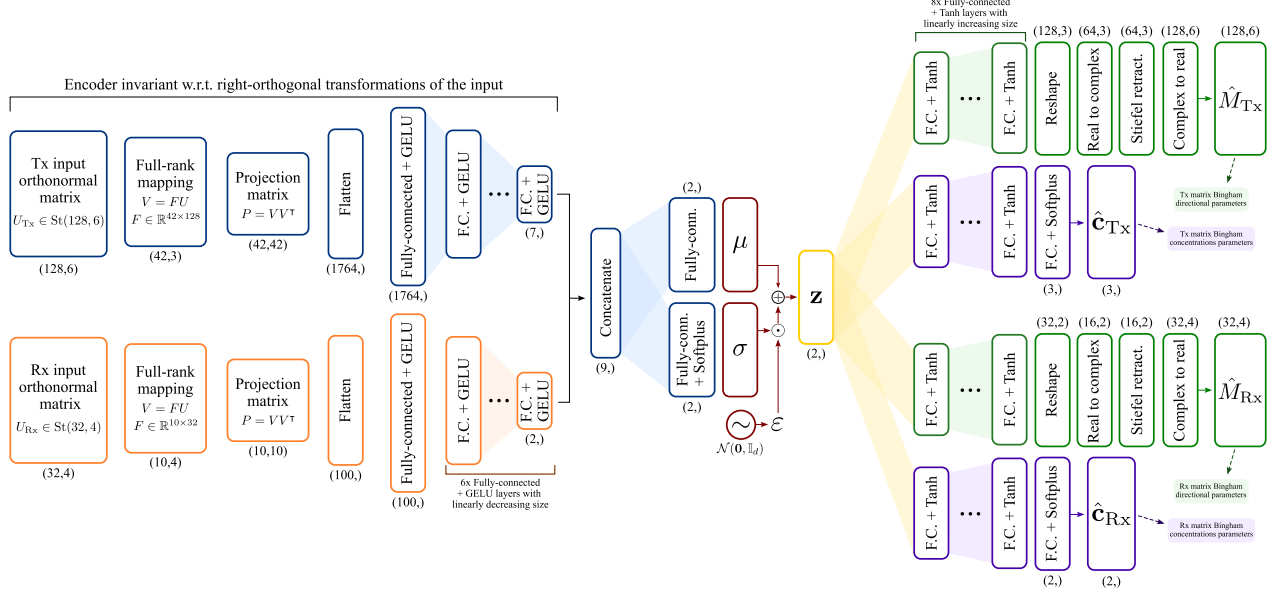 Encoder invariant w.r.t. right-orthogonal transformations of the input
Tx input
orthonormal
matrix
U_Tx ∈ St(128, 6)
(128,6)
Full-rank
mapping
V = FU
F ∈ ℝ^{42×128}
(42,3)
Projection
matrix
P = VV^⊤
(42,42)
Flatten
(1764,)
Fully-connected + GELU
(1764,)
F.C. + GELU
...
F.C. +
GELU
(7,)
Rx input
orthonormal
matrix
U_Rx ∈ St(32, 4)
(32,4)
Full-rank
mapping
V = FU
F ∈ ℝ^{10×32}
(10,4)
Projection
matrix
P = VV^⊤
(10,10)
Flatten
(100,)
Fully-connected + GELU
(100,)
F.C. + GELU
...
F.C. +
GELU
(2,)
6x Fully-connected
+ GELU layers with
linearly decreasing size
Concatenate
(9,)
(2,)
Fully-conn.
μ
Fully-conn.
+ Softplus
(2,)
σ
⊕
⊙
∼
ε
𝒩(𝟎, 𝕀_d)
z
(2,)
8x Fully-connected
+ Tanh layers with
linearly increasing size
F.C. + Tanh
...
F.C. + Tanh
(128,3)
Reshape
(64,3)
Real to complex
(64,3)
Stiefel retract.
(128,6)
Complex to real
(128,6)
M̂_Tx
Tx matrix Bingham
directional parameters
F.C. + Tanh
...
F.C. + Tanh
F.C. + Softplus
(3,)
ĉ_Tx
(3,)
Tx matrix Bingham
concentrations parameters
F.C. + Tanh
...
F.C. + Tanh
(32,2)
Reshape
(16,2)
Real to complex
(16,2)
Stiefel retract.
(32,4)
Complex to real
(32,4)
M̂_Rx
Rx matrix Bingham
directional parameters
F.C. + Tanh
...
F.C. + Tanh
F.C. + Softplus
(2,)
ĉ_Rx
(2,)
Rx matrix Bingham
concentrations parameters